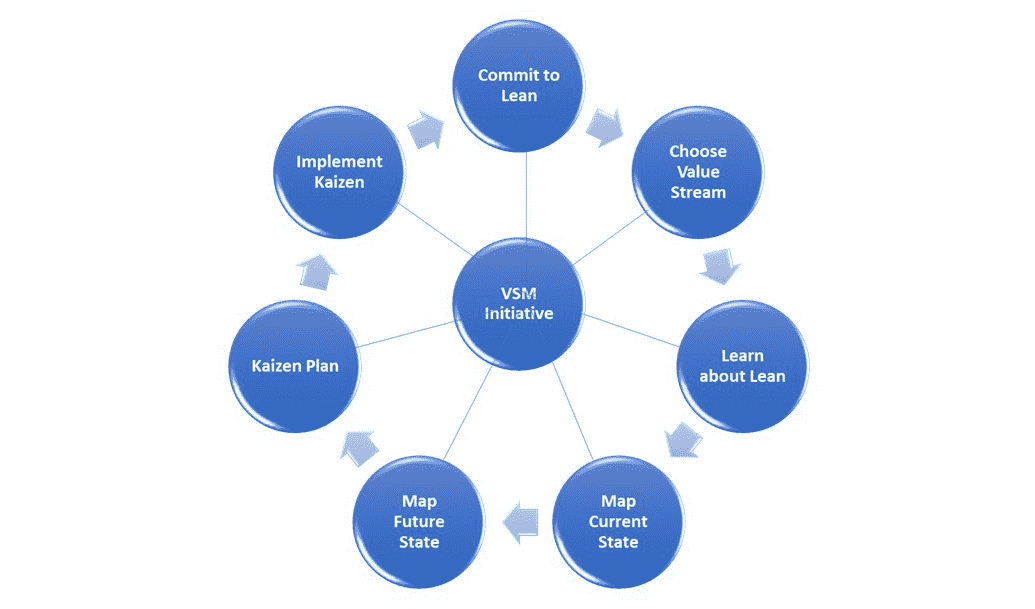 Commit to
Lean
Choose
Value
Stream
Learn
about Lean
Map
Current
State
Map
Future
State
Kaizen Plan
Implement
Kaizen
VSM
Initiative